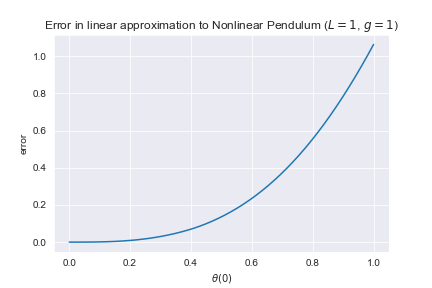 Error in linear approximation to Nonlinear Pendulum (L = 1, g = 1)
1.0
0.8
0.6
0.4
0.2
0.0
error
0.0 0.2 0.4 0.6 0.8 1.0
θ(0)